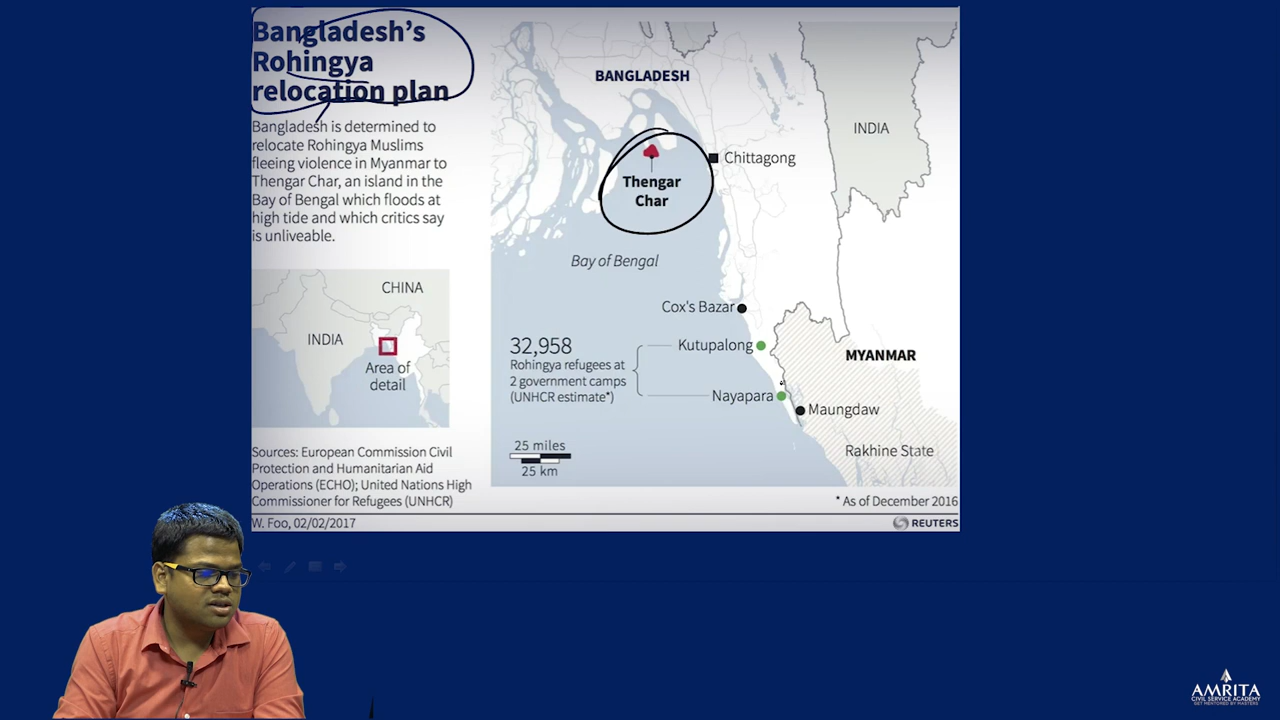 Bangladesh's
Rohingya
relocation plan
Bangladesh is determined to
relocate Rohingya Muslims
fleeing violence in Myanmar to
Thengar Char, an island in the
Bay of Bengal which floods at
high tide and which critics say
is unliveable.
CHINA
INDIA
Area of
detail
Sources: European Commission Civil
Protection and Humanitarian Aid
Operations (ECHO); United Nations High
Commissioner for Refugees (UNHCR)
W. Foo, 02/02/2017
BANGLADESH
INDIA
Chittagong
Thengar
Char
Bay of Bengal
Cox's Bazar
32,958
Rohingya refugees at
2 government camps
(UNHCR estimate*)
Kutupalong
MYANMAR
Nayapara
Maungdaw
Rakhine State
25 miles
25 km
* As of December 2016
REUTERS
AMRITA
CIVIL SERVICE ACADEMY
GET MENTORED BY MASTERS